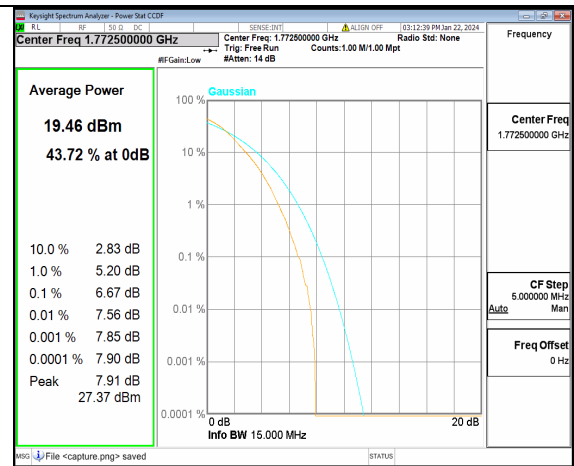 Keysight Spectrum Analyzer - Power Stat CCDF
RL RF 50 Ω DC SENSE:INT ALIGN OFF 03:12:39 PM Jan 22, 2024
Center Freq 1.772500000 GHz
Center Freq: 1.772500000 GHz Radio Std: None
Trig: Free Run Counts:1.00 M/1.00 Mpt
#IFGain:Low #Atten: 14 dB
Frequency
Average Power
19.46 dBm
43.72 % at 0dB
10.0 % 2.83 dB
1.0 % 5.20 dB
0.1 % 6.67 dB
0.01 % 7.56 dB
0.001 % 7.85 dB
0.0001 % 7.90 dB
Peak 7.91 dB
27.37 dBm
Gaussian
100 %
10 %
1 %
0.1 %
0.01 %
0.001 %
0.0001 %
0 dB 20 dB
Info BW 15.000 MHz
Center Freq
1.772500000 GHz
CF Step
5.000000 MHz
Auto Man
Freq Offset
0 Hz
MSG File <capture.png> saved STATUS